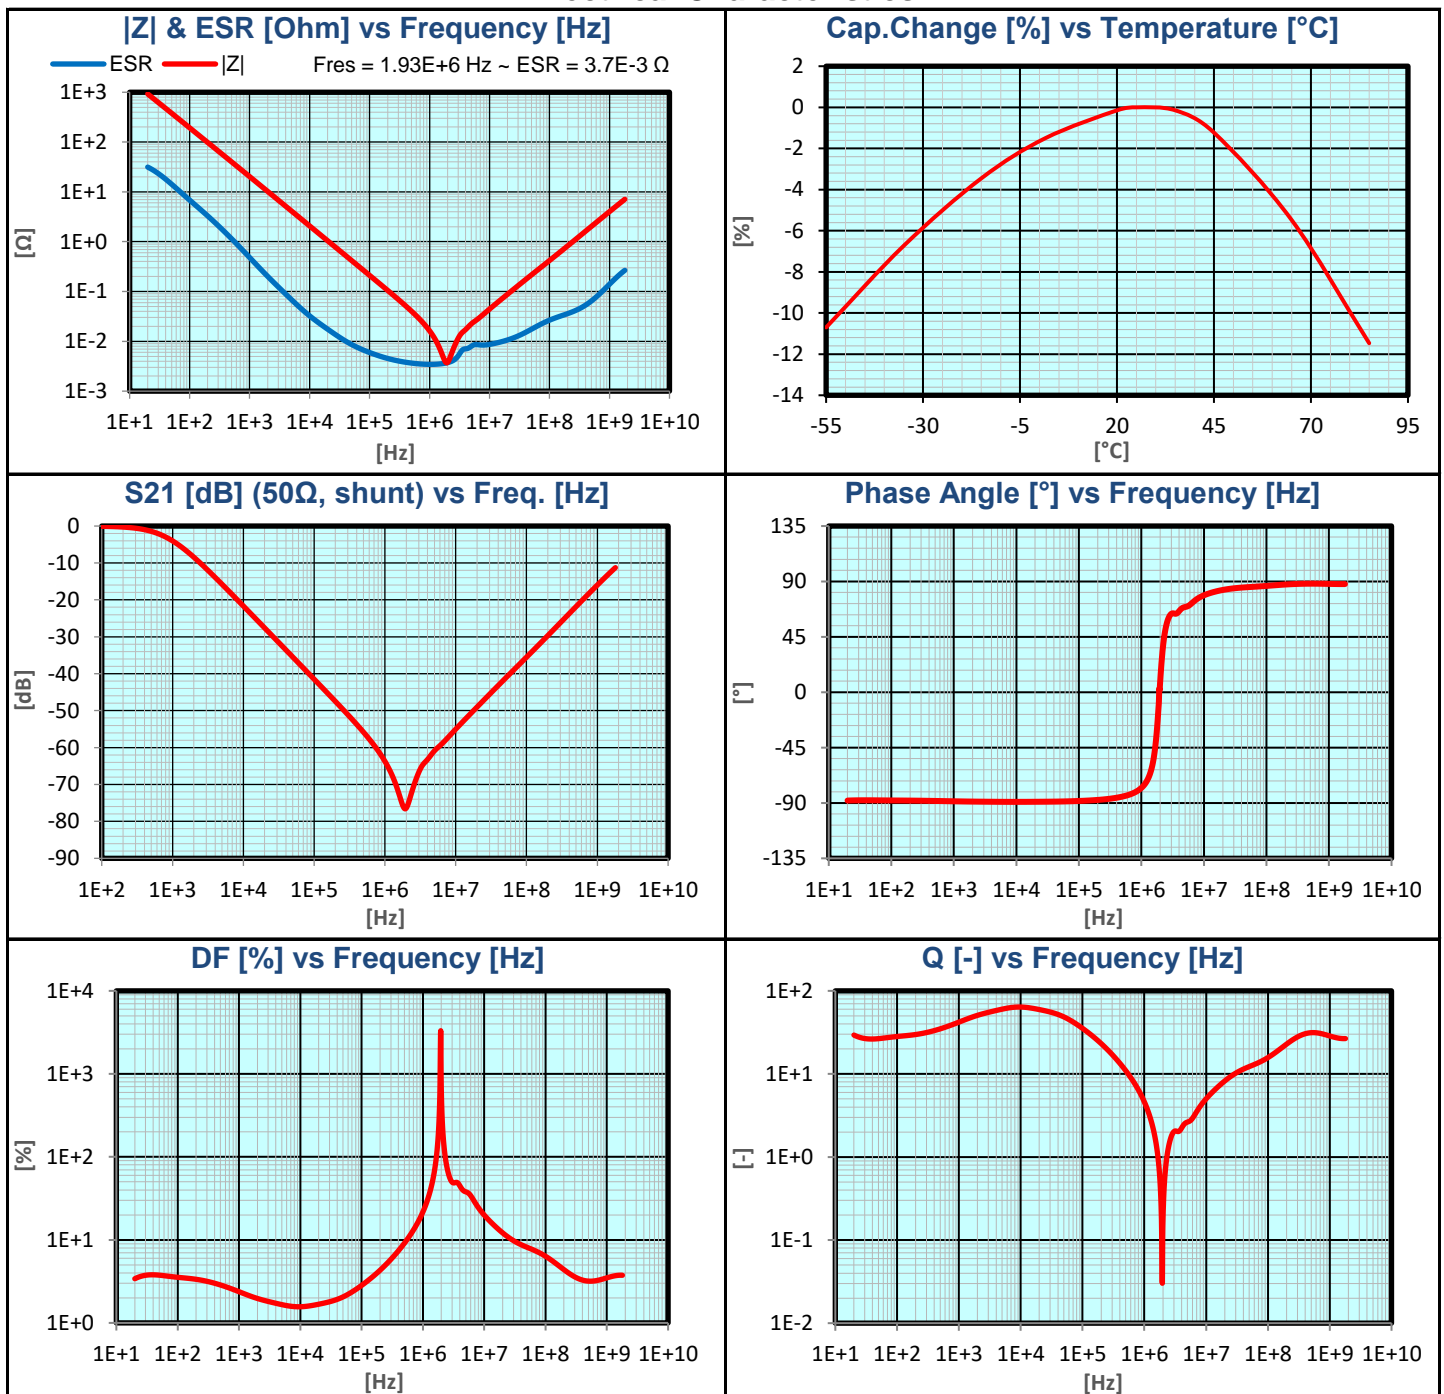 |Z| & ESR [Ohm] vs Frequency [Hz]
ESR |Z| Fres = 1.93E+6 Hz ~ ESR = 3.7E-3 Ω
1E+3
1E+2
1E+1
1E+0
1E-1
1E-2
1E-3
[Ω]
1E+1 1E+2 1E+3 1E+4 1E+5 1E+6 1E+7 1E+8 1E+9 1E+10
[Hz]
Cap.Change [%] vs Temperature [°C]
2
0
-2
-4
-6
-8
-10
-12
-14
[%]
-55 -30 -5 20 45 70 95
[°C]
S21 [dB] (50Ω, shunt) vs Freq. [Hz]
0
-10
-20
-30
-40
-50
-60
-70
-80
-90
[dB]
1E+2 1E+3 1E+4 1E+5 1E+6 1E+7 1E+8 1E+9 1E+10
[Hz]
Phase Angle [°] vs Frequency [Hz]
135
90
45
0
-45
-90
-135
[°]
1E+1 1E+2 1E+3 1E+4 1E+5 1E+6 1E+7 1E+8 1E+9 1E+10
[Hz]
DF [%] vs Frequency [Hz]
1E+4
1E+3
1E+2
1E+1
1E+0
[%]
1E+1 1E+2 1E+3 1E+4 1E+5 1E+6 1E+7 1E+8 1E+9 1E+10
[Hz]
Q [-] vs Frequency [Hz]
1E+2
1E+1
1E+0
1E-1
1E-2
[-]
1E+1 1E+2 1E+3 1E+4 1E+5 1E+6 1E+7 1E+8 1E+9 1E+10
[Hz]